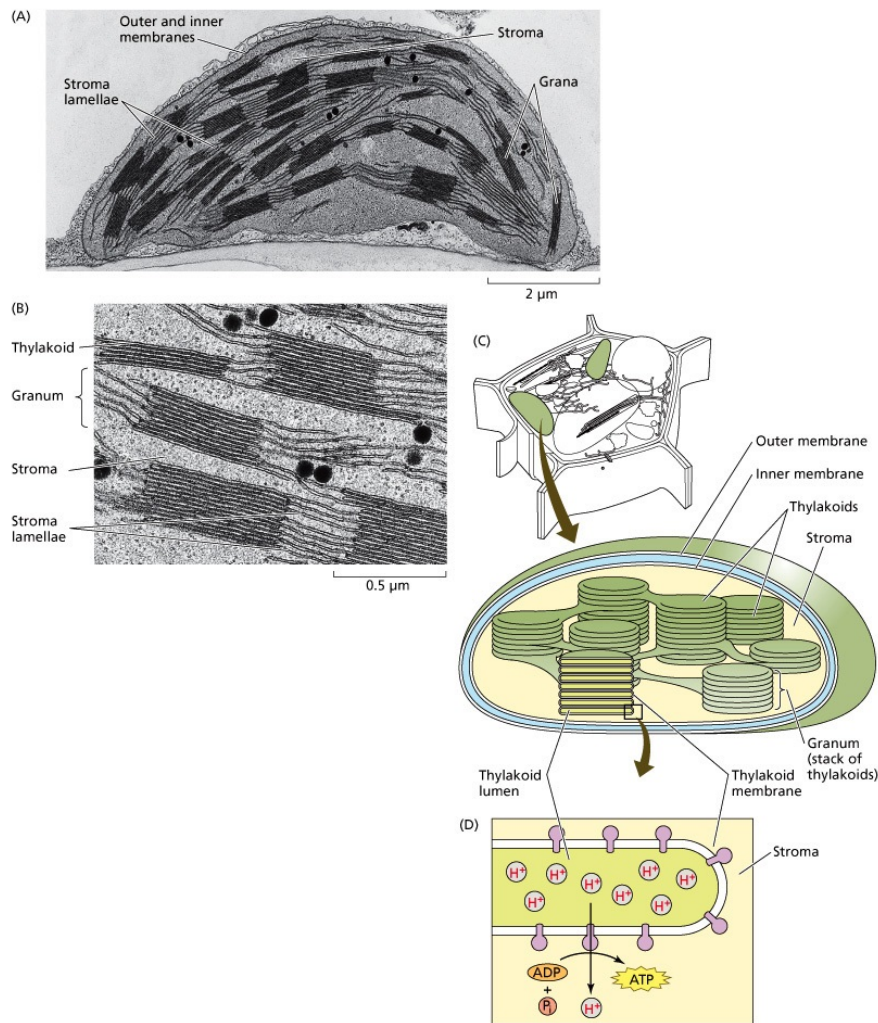 (A)
Outer and inner
membranes
Stroma
Stroma
lamellae
Grana
2 µm
(B)
Thylakoid
Granum
Stroma
Stroma
lamellae
0.5 µm
(C)
Outer membrane
Inner membrane
Thylakoids
Stroma
Granum
(stack of
thylakoids)
Thylakoid
lumen
Thylakoid
membrane
(D)
Stroma
H+
H+
H+
H+
H+
H+
H+
H+
ADP
+
Pi
ATP
H+